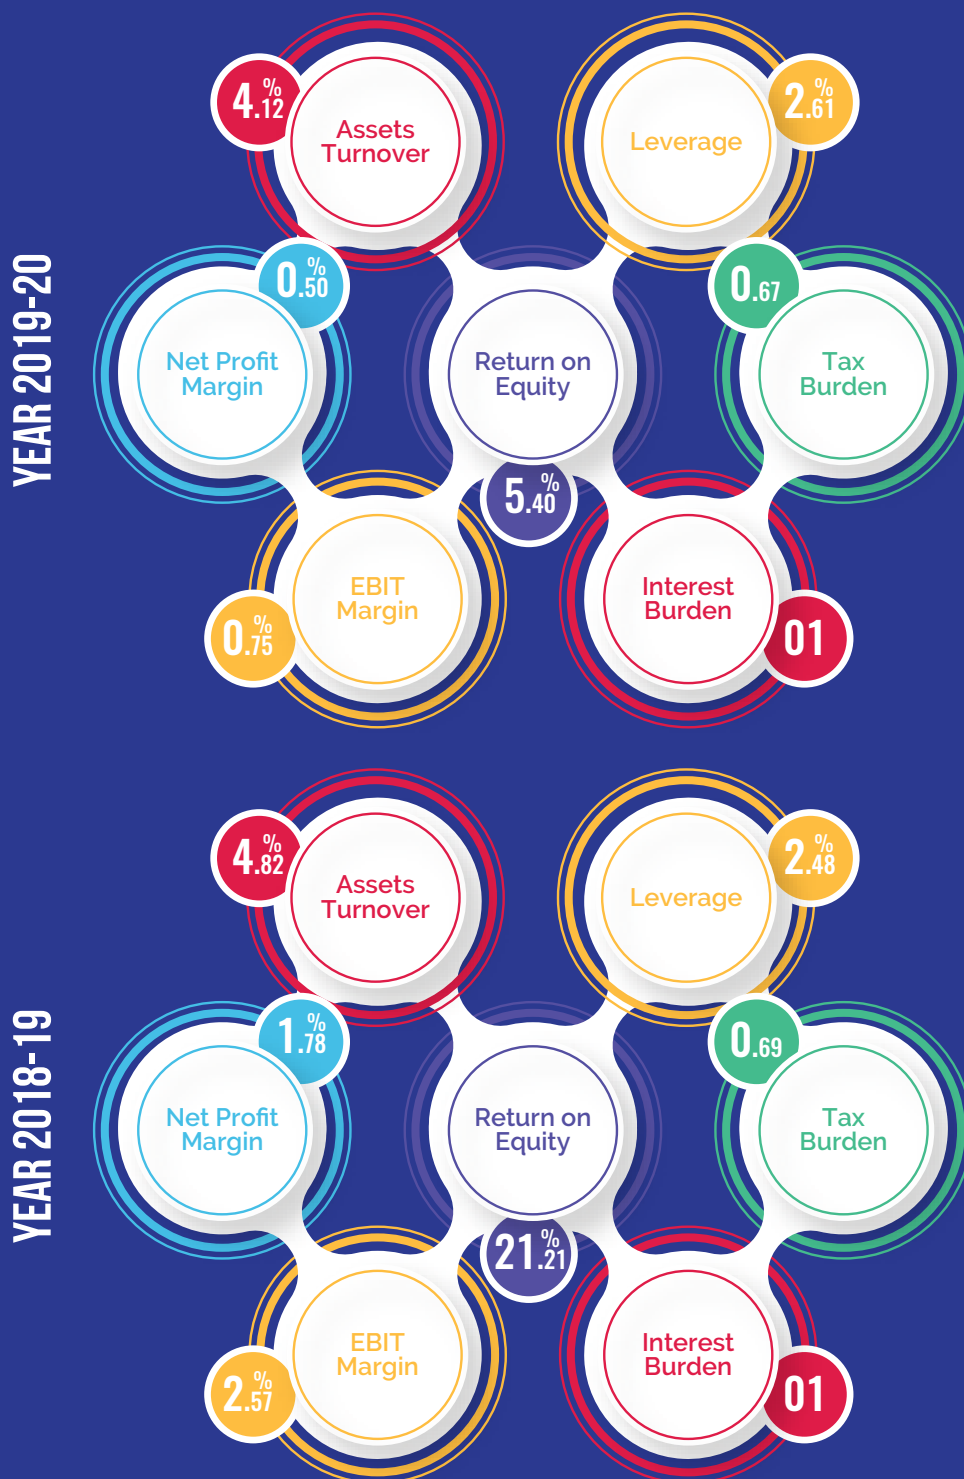 YEAR 2019-20
4.12%
Assets
Turnover
Leverage
2.61%
0.50%
Net Profit
Margin
Return on
Equity
5.40%
0.67
Tax
Burden
EBIT
Margin
0.75%
Interest
Burden
01
YEAR 2018-19
4.82%
Assets
Turnover
Leverage
2.48%
1.78%
Net Profit
Margin
Return on
Equity
21.21%
0.69
Tax
Burden
EBIT
Margin
2.57%
Interest
Burden
01